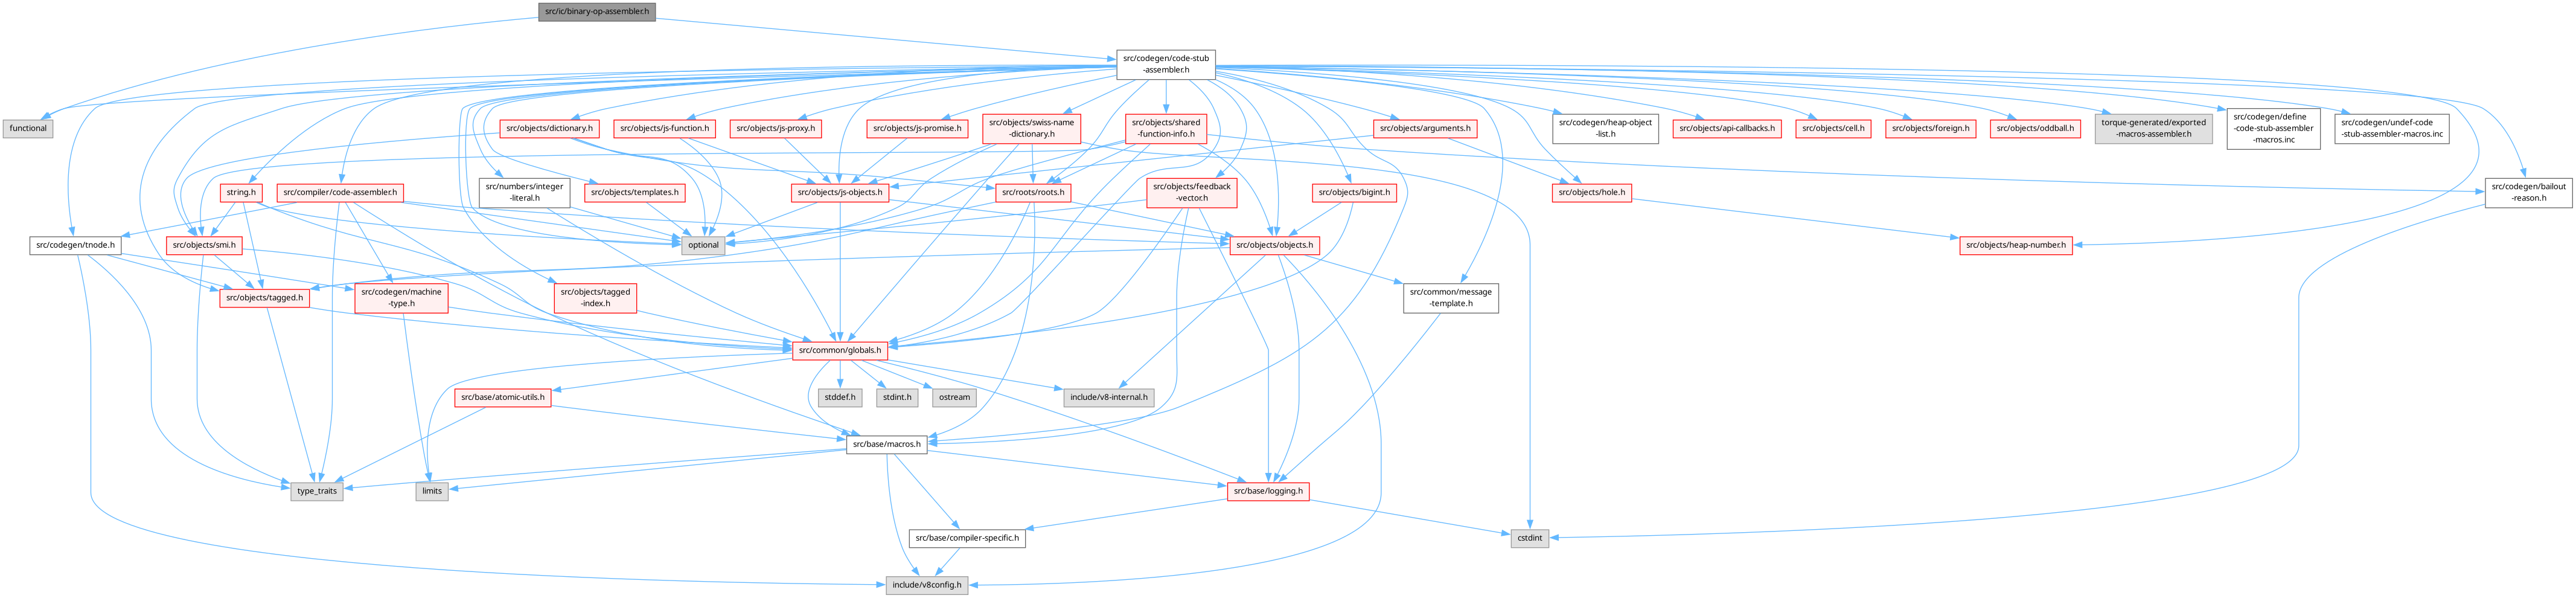 src/ic/binary-op-assembler.h
src/codegen/code-stub
-assembler.h
functional
src/objects/dictionary.h
src/objects/js-function.h
src/objects/js-proxy.h
src/objects/js-promise.h
src/objects/swiss-name
-dictionary.h
src/objects/shared
-function-info.h
src/objects/arguments.h
src/codegen/heap-object
-list.h
src/objects/api-callbacks.h
src/objects/cell.h
src/objects/foreign.h
src/objects/oddball.h
torque-generated/exported
-macros-assembler.h
src/codegen/define
-code-stub-assembler
-macros.inc
src/codegen/undef-code
-stub-assembler-macros.inc
string.h
src/compiler/code-assembler.h
src/numbers/integer
-literal.h
src/objects/templates.h
src/objects/js-objects.h
src/roots/roots.h
src/objects/feedback
-vector.h
src/objects/bigint.h
src/objects/hole.h
src/codegen/bailout
-reason.h
src/codegen/tnode.h
src/objects/smi.h
optional
src/objects/objects.h
src/objects/heap-number.h
src/objects/tagged.h
src/codegen/machine
-type.h
src/objects/tagged
-index.h
src/common/message
-template.h
src/common/globals.h
src/base/atomic-utils.h
stddef.h
stdint.h
ostream
include/v8-internal.h
src/base/macros.h
type_traits
limits
src/base/logging.h
src/base/compiler-specific.h
cstdint
include/v8config.h